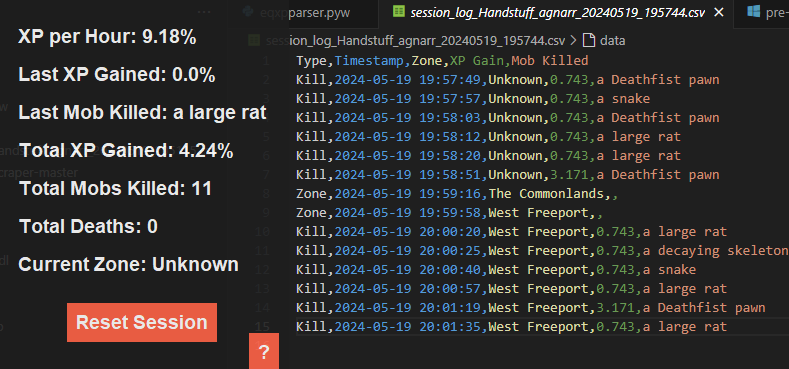 XP per Hour: 9.18%
Last XP Gained: 0.0%
Last Mob Killed: a large rat
Total XP Gained: 4.24%
Total Mobs Killed: 11
Total Deaths: 0
Current Zone: Unknown
Reset Session
?
eqxpparser.pyw
session_log_Handstuff_agnarr_20240519_195744.csv ×
pre-
session_log_Handstuff_agnarr_20240519_195744.csv > data
1 Type,Timestamp,Zone,XP Gain,Mob Killed
2 Kill,2024-05-19 19:57:49,Unknown,0.743,a Deathfist pawn
3 Kill,2024-05-19 19:57:57,Unknown,0.743,a snake
4 Kill,2024-05-19 19:58:03,Unknown,0.743,a Deathfist pawn
5 Kill,2024-05-19 19:58:12,Unknown,0.743,a large rat
6 Kill,2024-05-19 19:58:20,Unknown,0.743,a large rat
7 Kill,2024-05-19 19:58:51,Unknown,3.171,a Deathfist pawn
8 Zone,2024-05-19 19:59:16,The Commonlands,,
9 Zone,2024-05-19 19:59:58,West Freeport,,
10 Kill,2024-05-19 20:00:20,West Freeport,0.743,a large rat
11 Kill,2024-05-19 20:00:25,West Freeport,0.743,a decaying skeleton
12 Kill,2024-05-19 20:00:40,West Freeport,0.743,a snake
13 Kill,2024-05-19 20:00:57,West Freeport,0.743,a large rat
14 Kill,2024-05-19 20:01:19,West Freeport,3.171,a Deathfist pawn
15 Kill,2024-05-19 20:01:35,West Freeport,0.743,a large rat